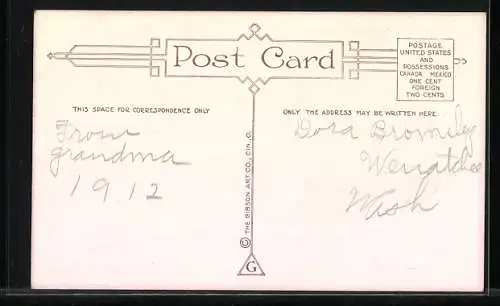 Post Card
POSTAGE
UNITED STATES
AND
POSSESSIONS
CANADA, MEXICO
ONE CENT
FOREIGN
TWO CENTS
THIS SPACE FOR CORRESPONDENCE ONLY
ONLY THE ADDRESS MAY BE WRITTEN HERE
From
grandma
1912
© THE GIBSON ART CO., CIN., O.
G
Dora
Wenatchee
Wash